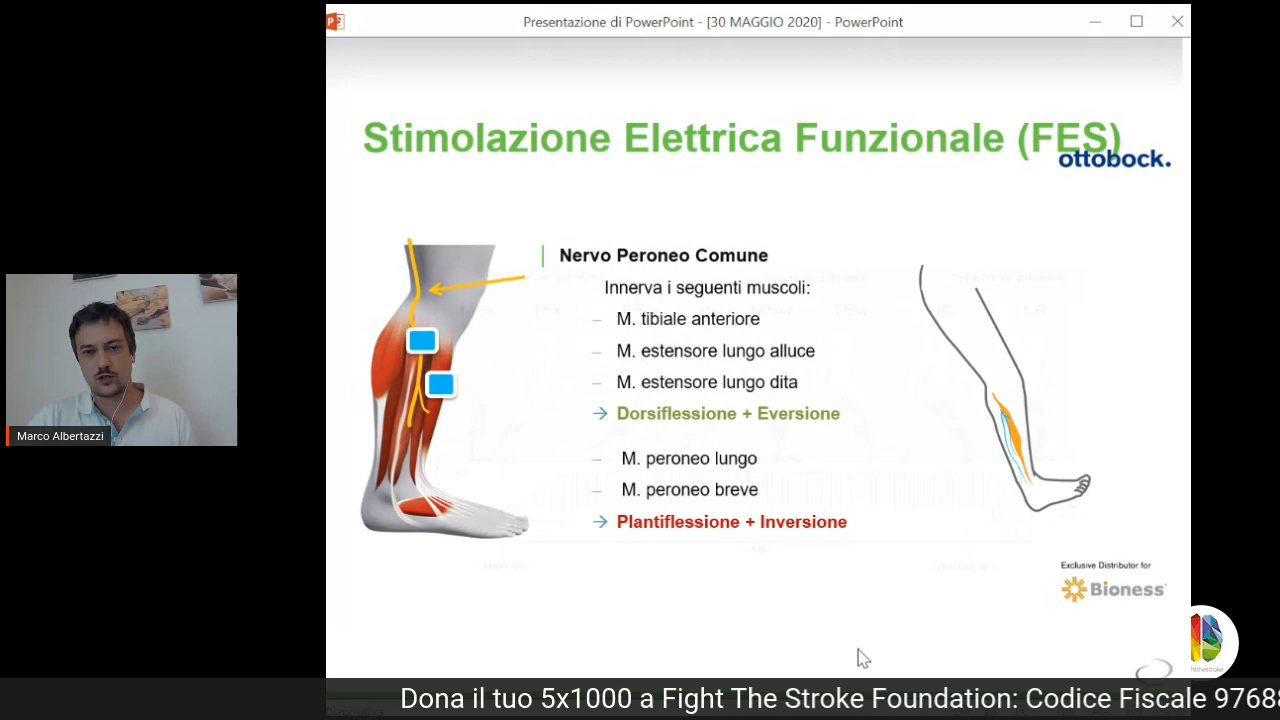 Presentazione di PowerPoint - [30 MAGGIO 2020] - PowerPoint
Stimolazione Elettrica Funzionale (FES)
ottobock.
Nervo Peroneo Comune
Innerva i seguenti muscoli:
– M. tibiale anteriore
– M. estensore lungo alluce
– M. estensore lungo dita
→ Dorsiflessione + Eversione
– M. peroneo lungo
– M. peroneo breve
→ Plantiflessione + Inversione
Marco Albertazzi
Exclusive Distributor for
Bioness
Dona il tuo 5x1000 a Fight The Stroke Foundation: Codice Fiscale 9768